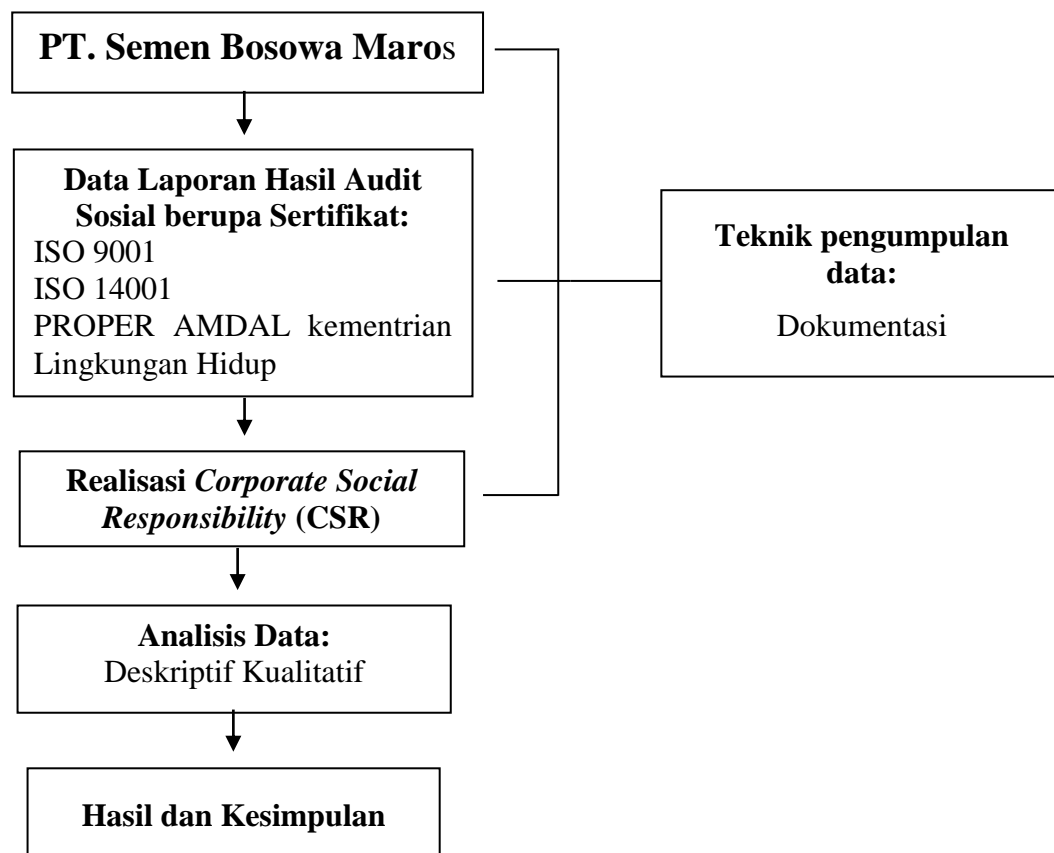 PT. Semen Bosowa Maros
Data Laporan Hasil Audit
Sosial berupa Sertifikat:
ISO 9001
ISO 14001
PROPER AMDAL kementrian
Lingkungan Hidup
Teknik pengumpulan
data:
Dokumentasi
Realisasi Corporate Social
Responsibility (CSR)
Analisis Data:
Deskriptif Kualitatif
Hasil dan Kesimpulan